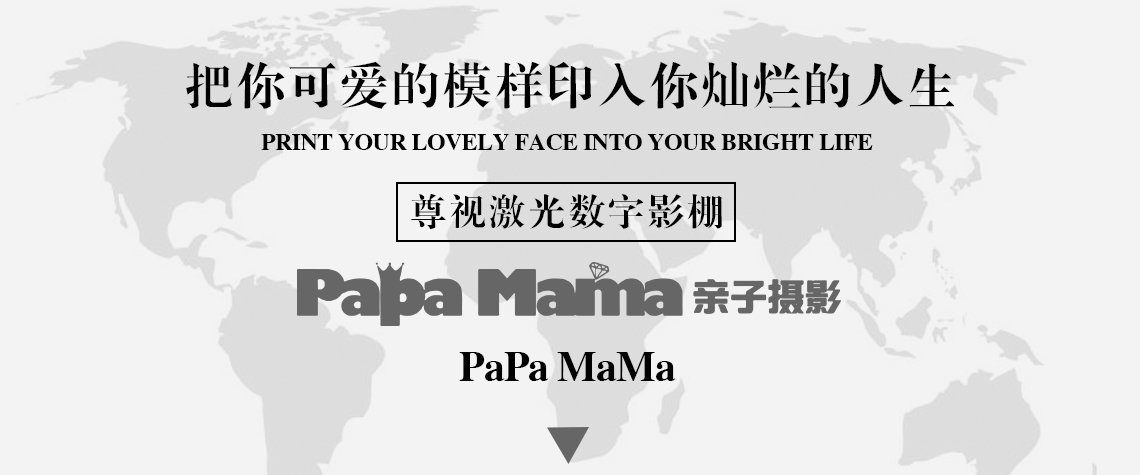 把你可爱的模样印入你灿烂的人生
PRINT YOUR LOVELY FACE INTO YOUR BRIGHT LIFE
尊视激光数字影棚
Papa Mama 亲子摄影
PaPa MaMa